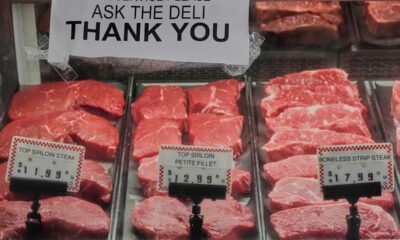 ASK THE DELI
THANK YOU
TOP SIRLOIN STEAK
$11.99
TOP SIRLOIN
PETITE FILLET
$12.99
BONELESS STRIP STEAK
$17.99